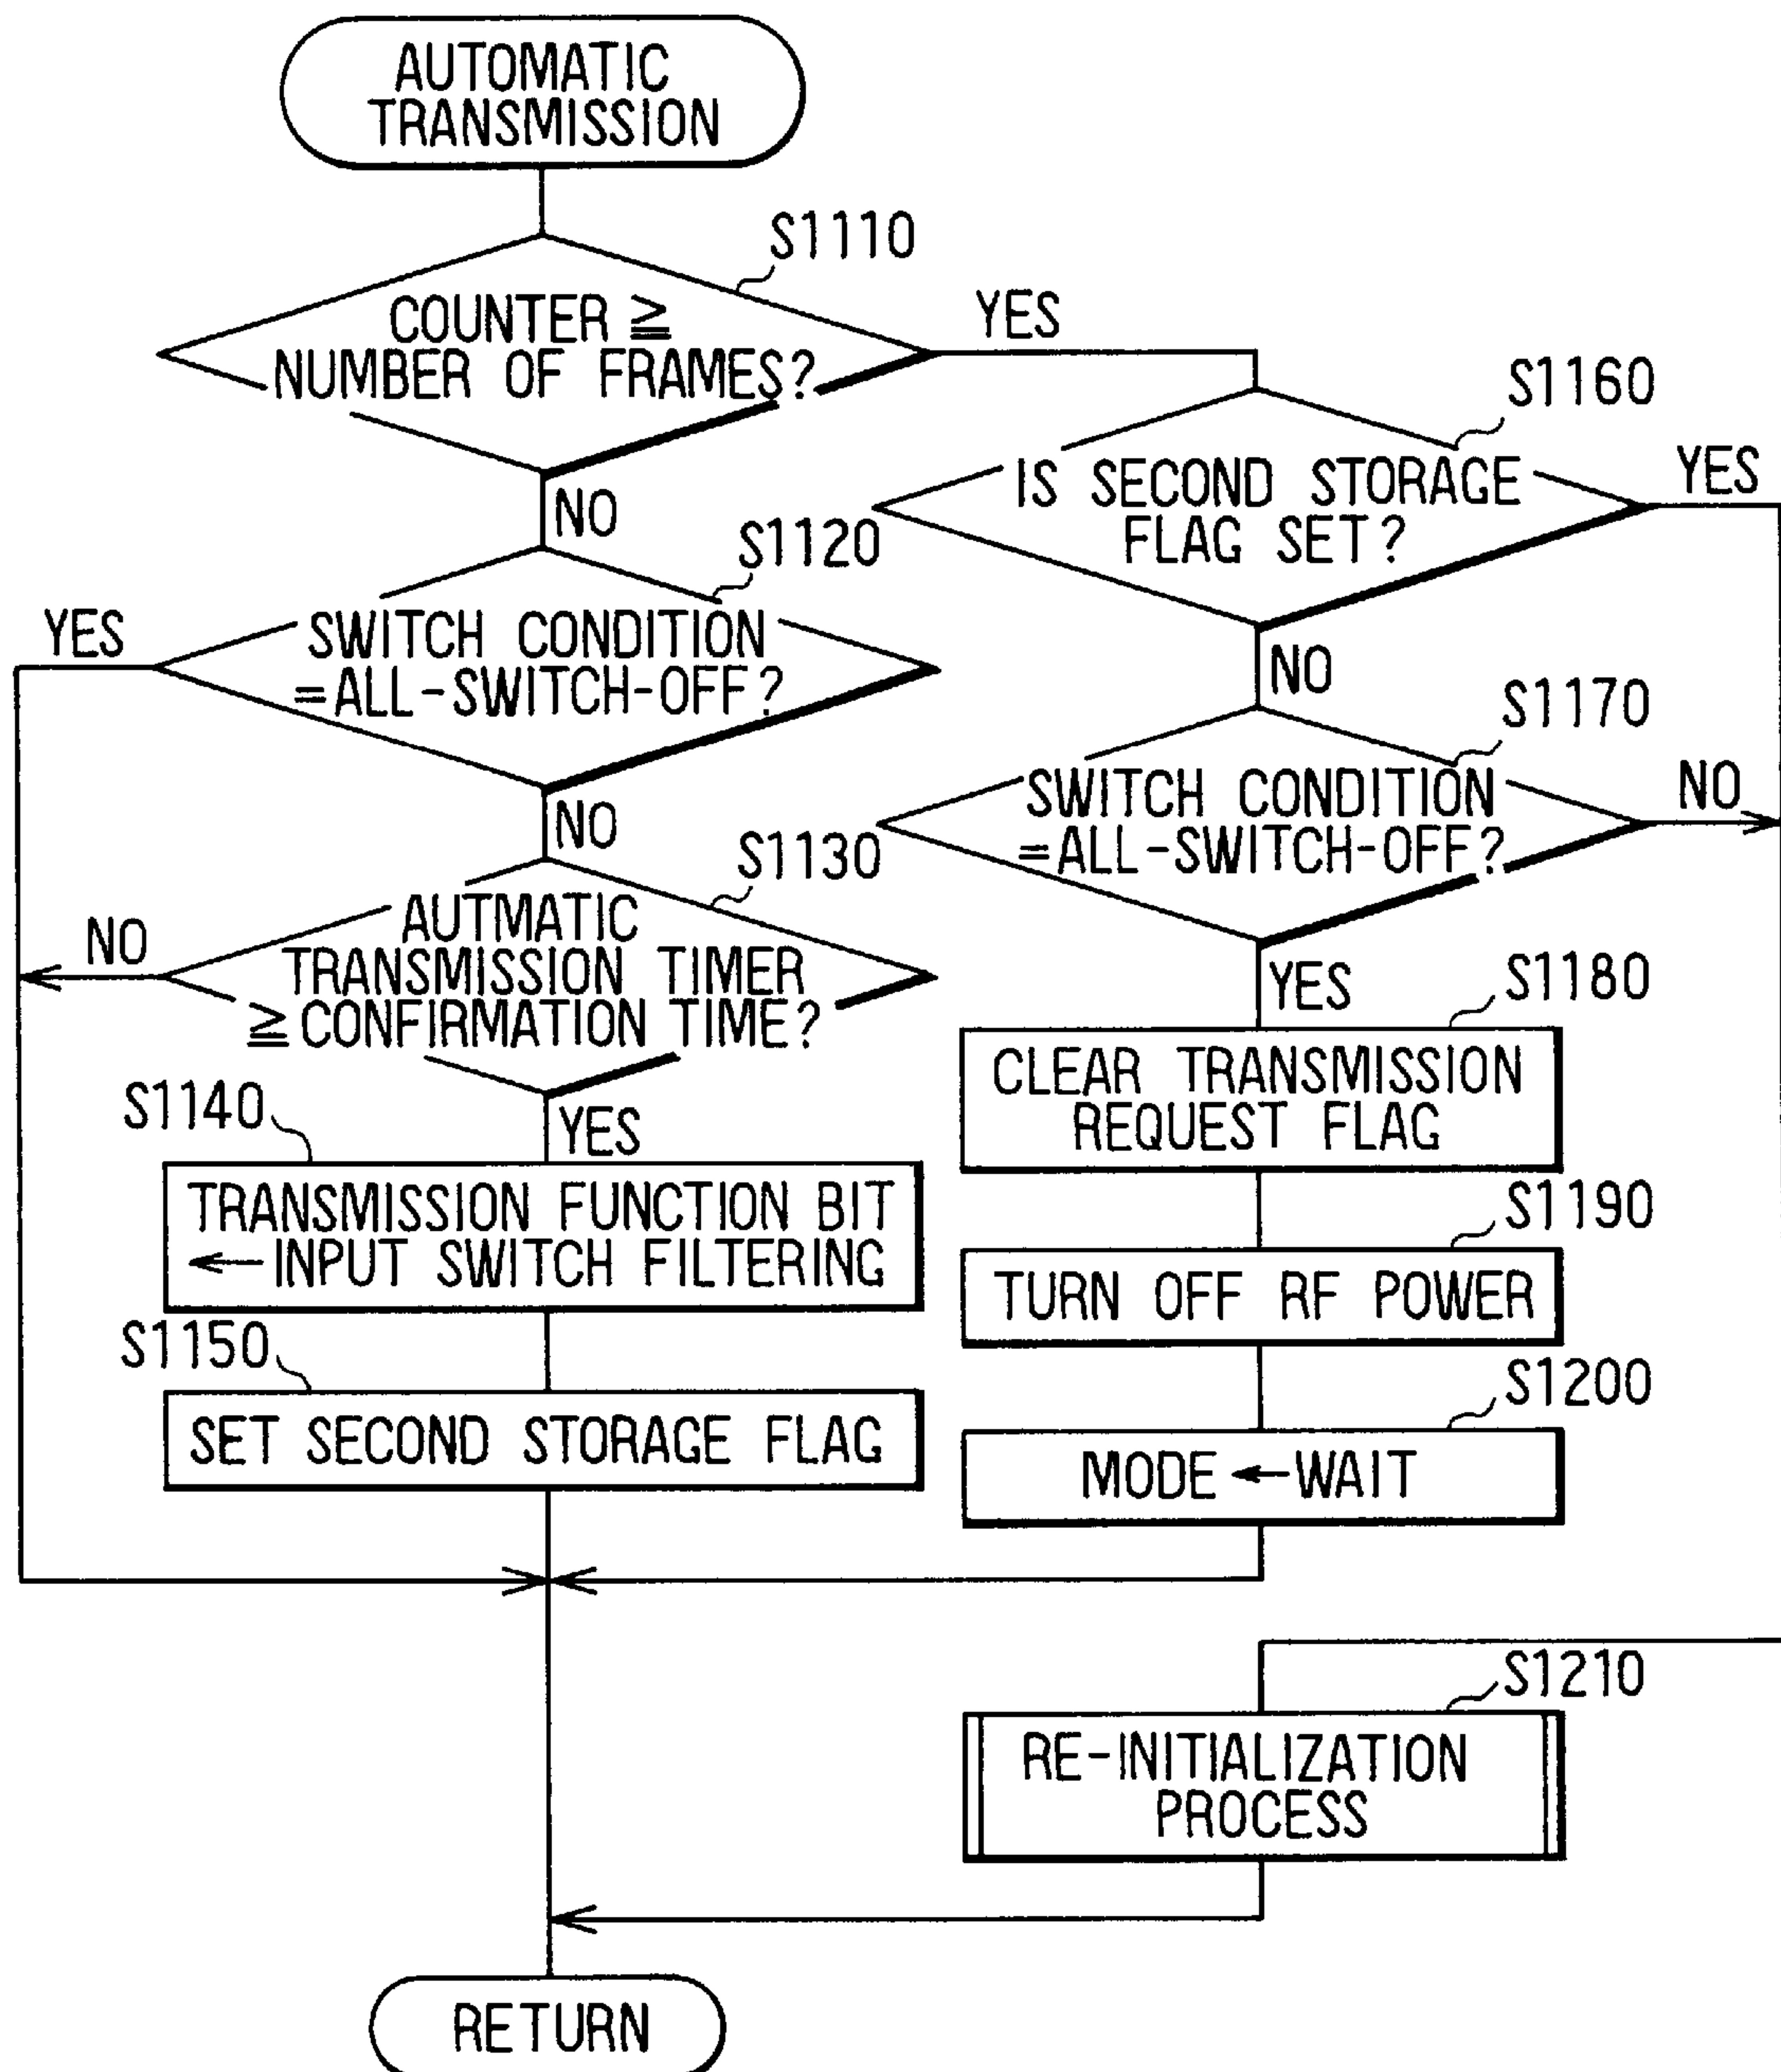 AUTOMATIC
TRANSMISSION
S1110
COUNTER ≧
NUMBER OF FRAMES?
YES
NO
S1120
SWITCH CONDITION
=ALL-SWITCH-OFF?
YES
NO
S1130
AUTMATIC
TRANSMISSION TIMER
≧CONFIRMATION TIME?
NO
YES
S1140
TRANSMISSION FUNCTION BIT
←INPUT SWITCH FILTERING
S1150
SET SECOND STORAGE FLAG
S1160
IS SECOND STORAGE
FLAG SET?
YES
NO
S1170
SWITCH CONDITION
=ALL-SWITCH-OFF?
NO
YES
S1180
CLEAR TRANSMISSION
REQUEST FLAG
S1190
TURN OFF RF POWER
S1200
MODE←WAIT
S1210
RE-INITIALIZATION
PROCESS
RETURN